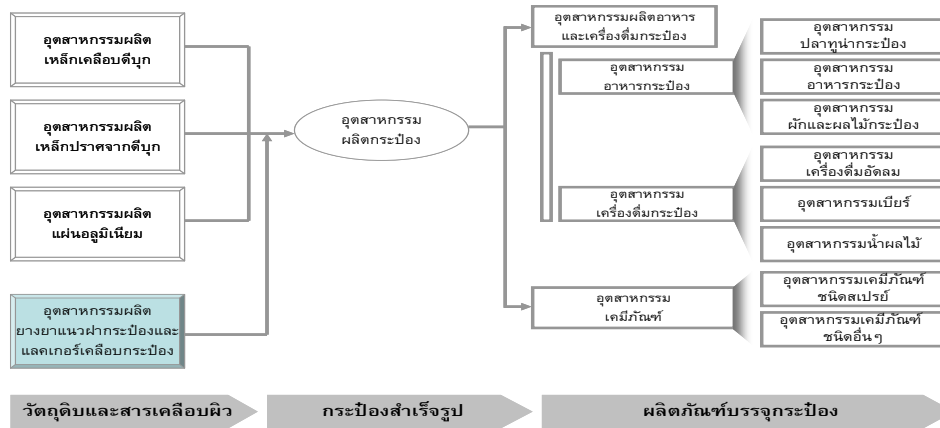 อุตสาหกรรมผลิต
เหล็กเคลือบดีบุก
อุตสาหกรรมผลิต
เหล็กปราศจากดีบุก
อุตสาหกรรมผลิต
แผ่นอลูมิเนียม
อุตสาหกรรมผลิต
ยางยาแนวฝากระป๋องและ
แลคเกอร์เคลือบกระป๋อง
อุตสาหกรรม
ผลิตกระป๋อง
อุตสาหกรรมผลิตอาหาร
และเครื่องดื่มกระป๋อง
อุตสาหกรรม
อาหารกระป๋อง
อุตสาหกรรม
เครื่องดื่มกระป๋อง
อุตสาหกรรม
เคมีภัณฑ์
อุตสาหกรรม
ปลาทูน่ากระป๋อง
อุตสาหกรรม
อาหารกระป๋อง
อุตสาหกรรม
ผักและผลไม้กระป๋อง
อุตสาหกรรม
เครื่องดื่มอัดลม
อุตสาหกรรมเบียร์
อุตสาหกรรมน้ำผลไม้
อุตสาหกรรมเคมีภัณฑ์
ชนิดสเปรย์
อุตสาหกรรมเคมีภัณฑ์
ชนิดอื่นๆ
วัตถุดิบและสารเคลือบผิว
กระป๋องสำเร็จรูป
ผลิตภัณฑ์บรรจุกระป๋อง